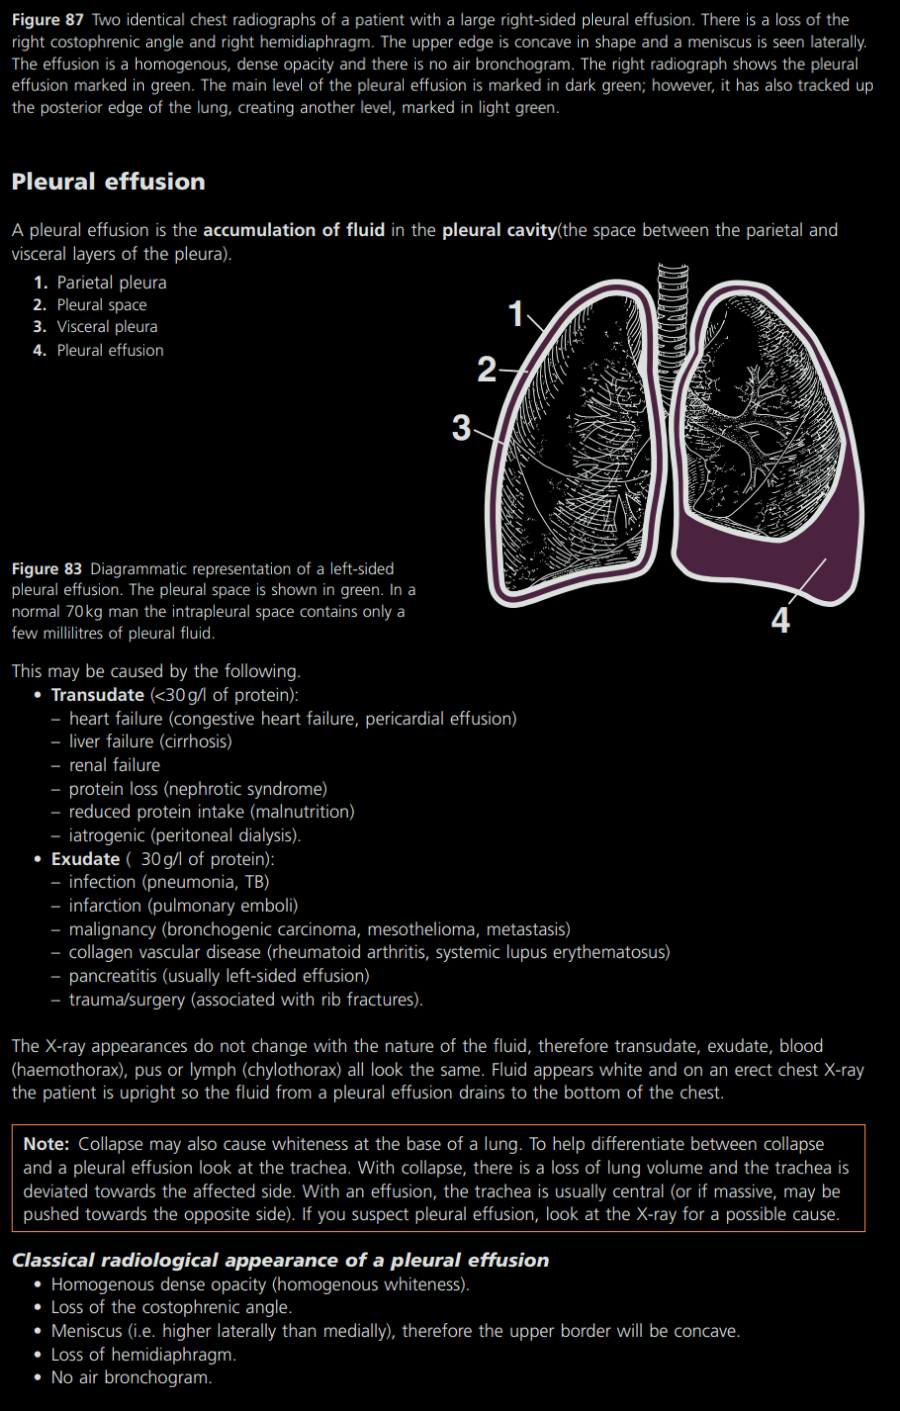 Figure 87 Two identical chest radiographs of a patient with a large right-sided pleural effusion. There is a loss of the
right costophrenic angle and right hemidiaphragm. The upper edge is concave in shape and a meniscus is seen laterally.
The effusion is a homogenous, dense opacity and there is no air bronchogram. The right radiograph shows the pleural
effusion marked in green. The main level of the pleural effusion is marked in dark green; however, it has also tracked up
the posterior edge of the lung, creating another level, marked in light green.
Pleural effusion
A pleural effusion is the accumulation of fluid in the pleural cavity(the space between the parietal and
visceral layers of the pleura).
1. Parietal pleura
2. Pleural space
3. Visceral pleura
4. Pleural effusion
1
2
3
4
Figure 83 Diagrammatic representation of a left-sided
pleural effusion. The pleural space is shown in green. In a
normal 70 kg man the intrapleural space contains only a
few millilitres of pleural fluid.
This may be caused by the following.
• Transudate (<30 g/l of protein):
– heart failure (congestive heart failure, pericardial effusion)
– liver failure (cirrhosis)
– renal failure
– protein loss (nephrotic syndrome)
– reduced protein intake (malnutrition)
– iatrogenic (peritoneal dialysis).
• Exudate ( 30 g/l of protein):
– infection (pneumonia, TB)
– infarction (pulmonary emboli)
– malignancy (bronchogenic carcinoma, mesothelioma, metastasis)
– collagen vascular disease (rheumatoid arthritis, systemic lupus erythematosus)
– pancreatitis (usually left-sided effusion)
– trauma/surgery (associated with rib fractures).
The X-ray appearances do not change with the nature of the fluid, therefore transudate, exudate, blood
(haemothorax), pus or lymph (chylothorax) all look the same. Fluid appears white and on an erect chest X-ray
the patient is upright so the fluid from a pleural effusion drains to the bottom of the chest.
Note: Collapse may also cause whiteness at the base of a lung. To help differentiate between collapse
and a pleural effusion look at the trachea. With collapse, there is a loss of lung volume and the trachea is
deviated towards the affected side. With an effusion, the trachea is usually central (or if massive, may be
pushed towards the opposite side). If you suspect pleural effusion, look at the X-ray for a possible cause.
Classical radiological appearance of a pleural effusion
• Homogenous dense opacity (homogenous whiteness).
• Loss of the costophrenic angle.
• Meniscus (i.e. higher laterally than medially), therefore the upper border will be concave.
• Loss of hemidiaphragm.
• No air bronchogram.